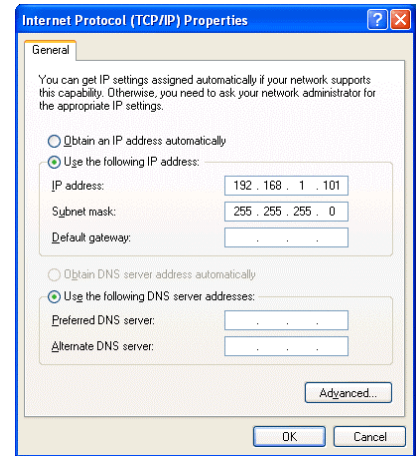 Internet Protocol (TCP/IP) Properties
General
You can get IP settings assigned automatically if your network supports
this capability. Otherwise, you need to ask your network administrator for
the appropriate IP settings.
Obtain an IP address automatically
Use the following IP address:
IP address: 192 . 168 . 1 . 101
Subnet mask: 255 . 255 . 255 . 0
Default gateway: . . .
Obtain DNS server address automatically
Use the following DNS server addresses:
Preferred DNS server: . . .
Alternate DNS server: . . .
Advanced...
OK Cancel